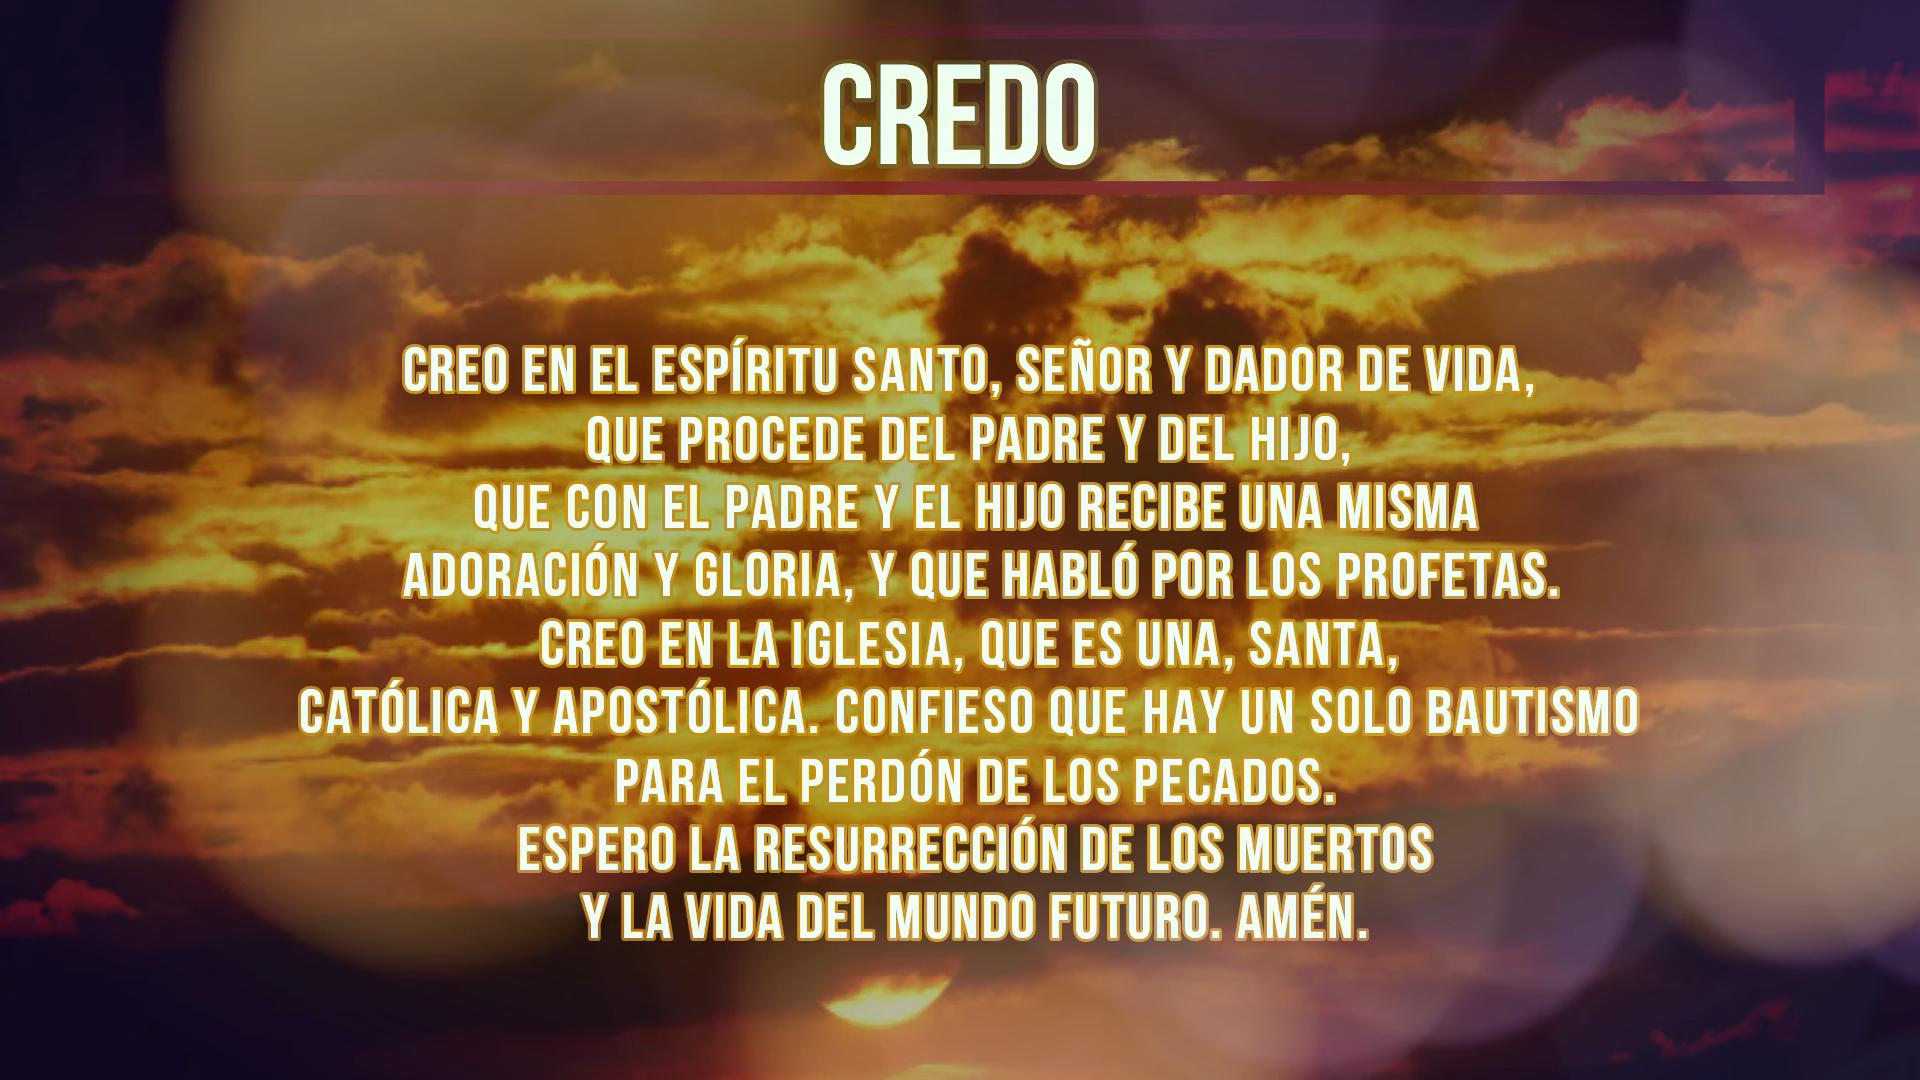 CREDO
CREO EN EL ESPÍRITU SANTO, SEÑOR Y DADOR DE VIDA,
QUE PROCEDE DEL PADRE Y DEL HIJO,
QUE CON EL PADRE Y EL HIJO RECIBE UNA MISMA
ADORACIÓN Y GLORIA, Y QUE HABLÓ POR LOS PROFETAS.
CREO EN LA IGLESIA, QUE ES UNA, SANTA,
CATÓLICA Y APOSTÓLICA. CONFIESO QUE HAY UN SOLO BAUTISMO
PARA EL PERDÓN DE LOS PECADOS.
ESPERO LA RESURRECCIÓN DE LOS MUERTOS
Y LA VIDA DEL MUNDO FUTURO. AMÉN.